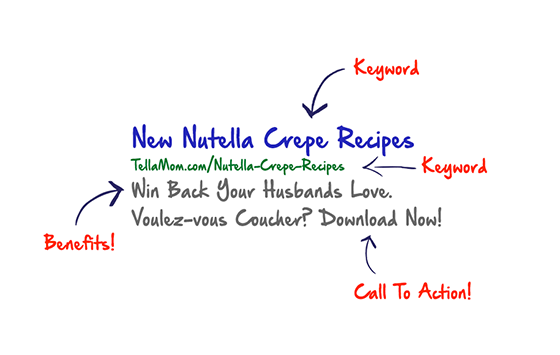 Keyword
New Nutella Crepe Recipes
TellaMom.com/Nutella-Crepe-Recipes
Keyword
Win Back Your Husbands Love.
Voulez-vous Coucher? Download Now!
Benefits!
Call To Action!